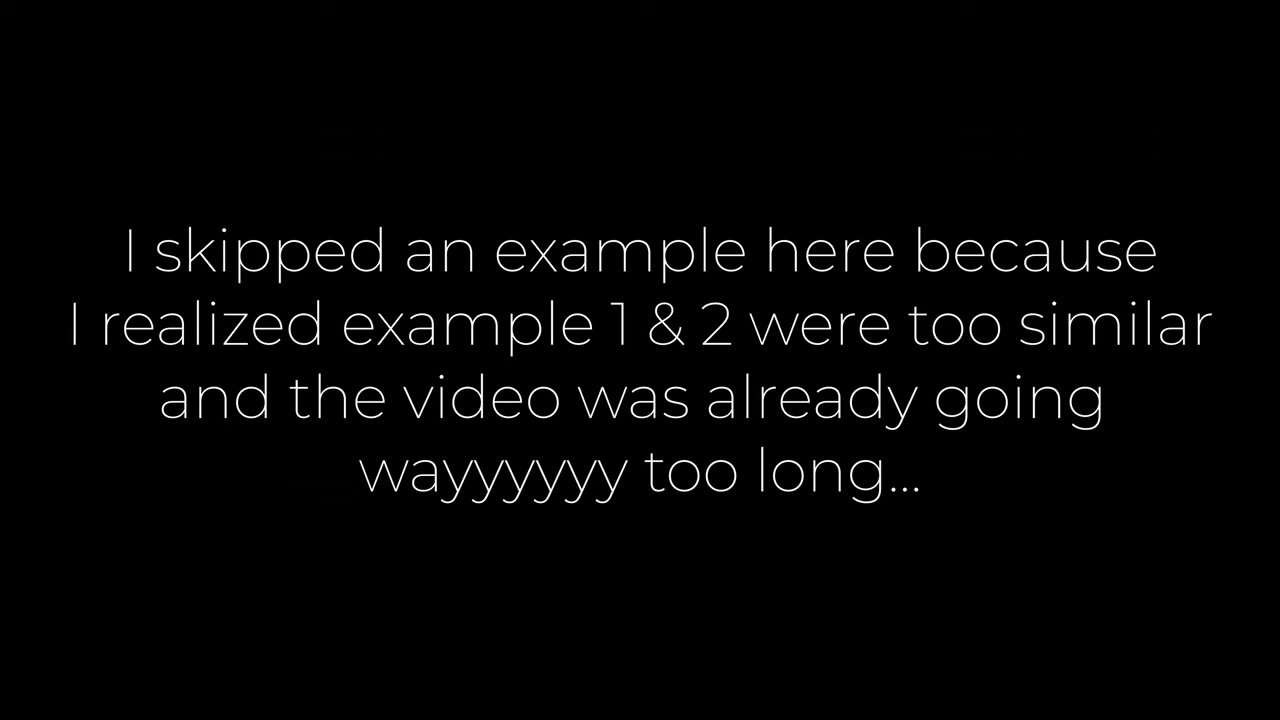 I skipped an example here because
I realized example 1 & 2 were too similar
and the video was already going
wayyyyyy too long...